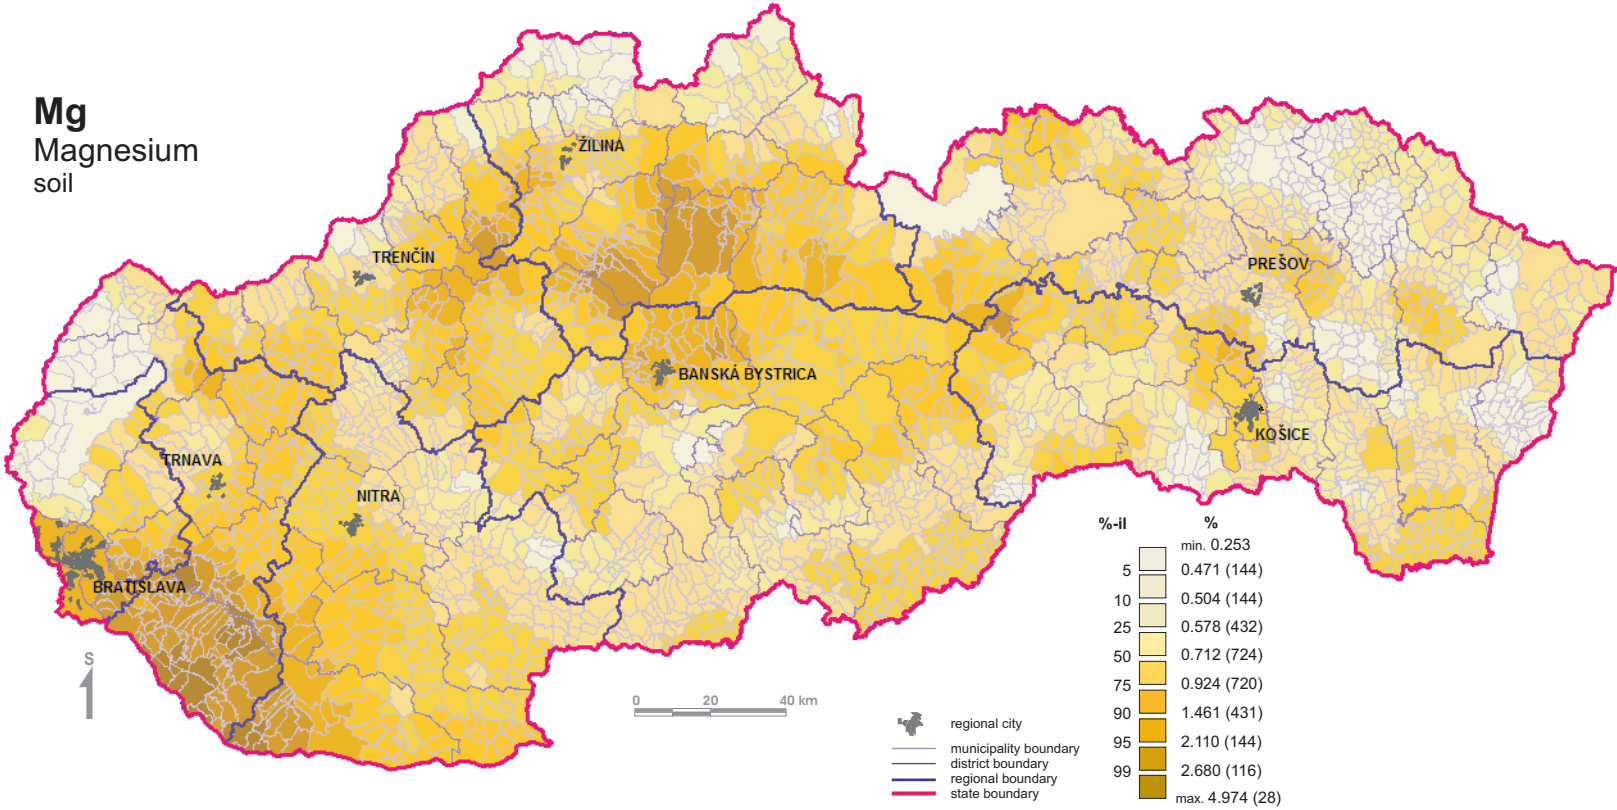 Mg
Magnesium
soil
ŽILINA
TRENČÍN
PREŠOV
BANSKÁ BYSTRICA
KOŠICE
TRNAVA
NITRA
BRATISLAVA
S
0 20 40 km
regional city
municipality boundary
district boundary
regional boundary
state boundary
%-il %
min. 0.253
5 0.471 (144)
10 0.504 (144)
25 0.578 (432)
50 0.712 (724)
75 0.924 (720)
90 1.461 (431)
95 2.110 (144)
99 2.680 (116)
max. 4.974 (28)